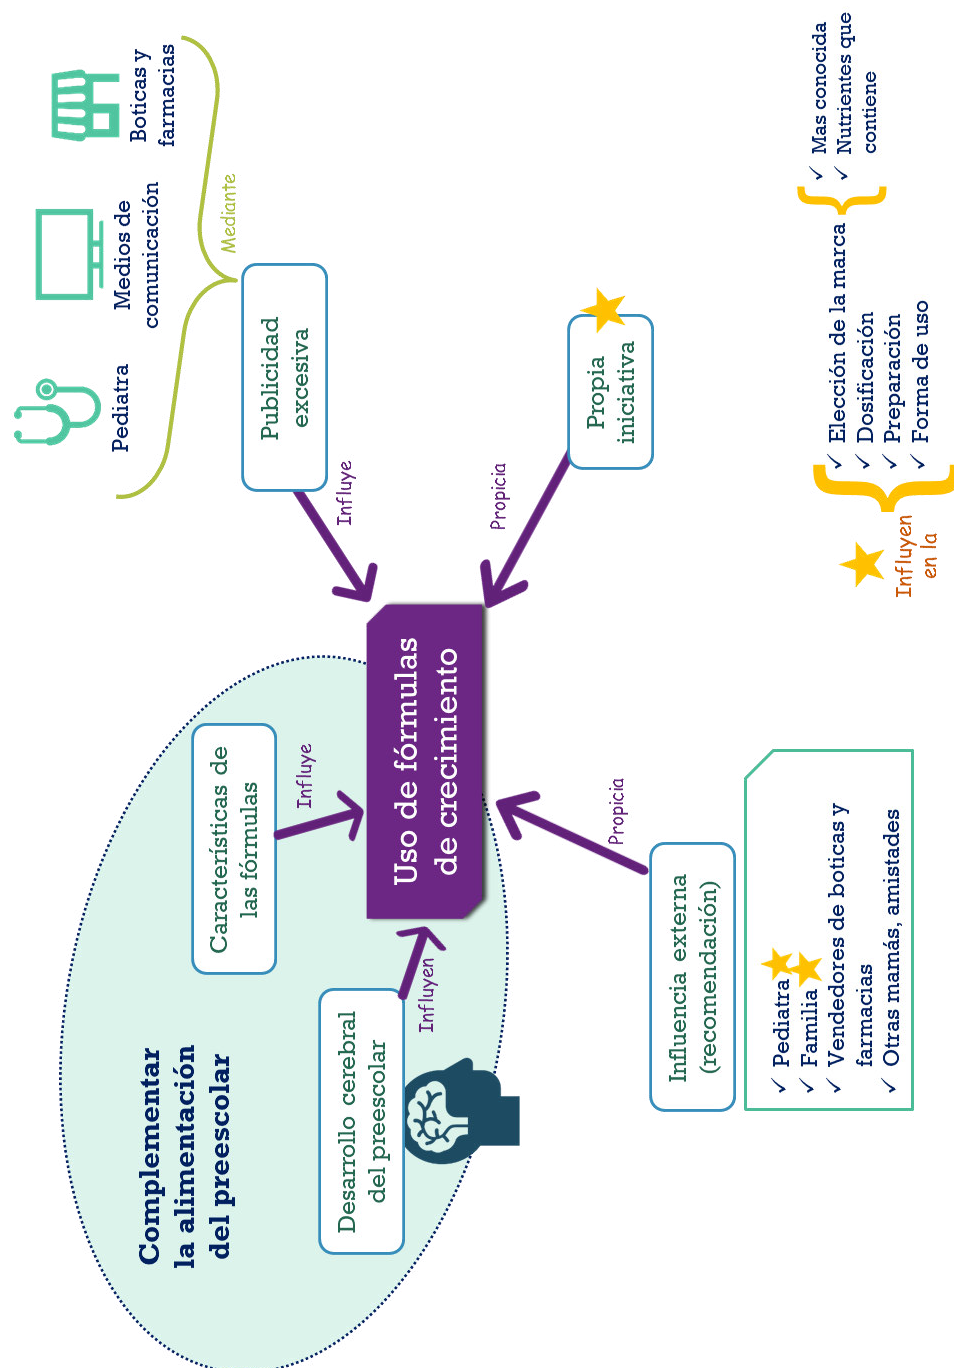 Complementar
la alimentación
del preescolar
Desarrollo cerebral
del preescolar
Influyen
Características de
las fórmulas
Influye
Uso de fórmulas
de crecimiento
Publicidad
excesiva
Influye
Mediante
Pediatra
Medios de
comunicación
Boticas y
farmacias
Propia
iniciativa
Propicia
Influencia externa
(recomendación)
Propicia
✓ Pediatra
✓ Familia
✓ Vendedores de boticas y
farmacias
✓ Otras mamás, amistades
Influyen
en la
✓ Elección de la marca
✓ Dosificación
✓ Preparación
✓ Forma de uso
✓ Mas conocida
✓ Nutrientes que
contiene